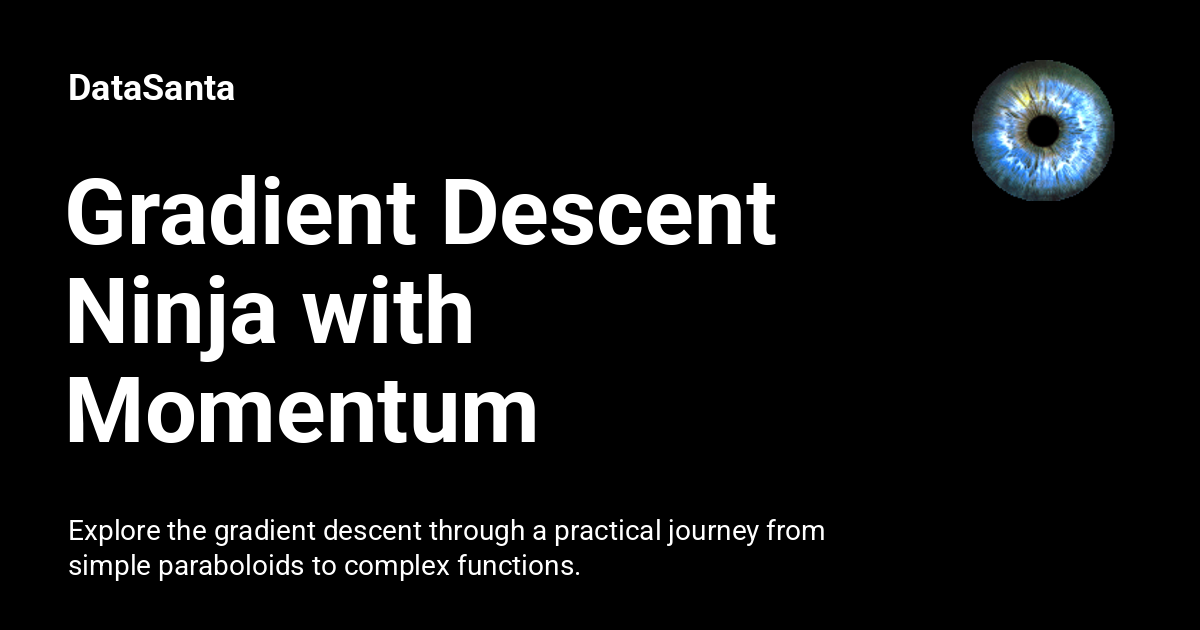 DataSanta
Gradient Descent
Ninja with
Momentum
Explore the gradient descent through a practical journey from
simple paraboloids to complex functions.